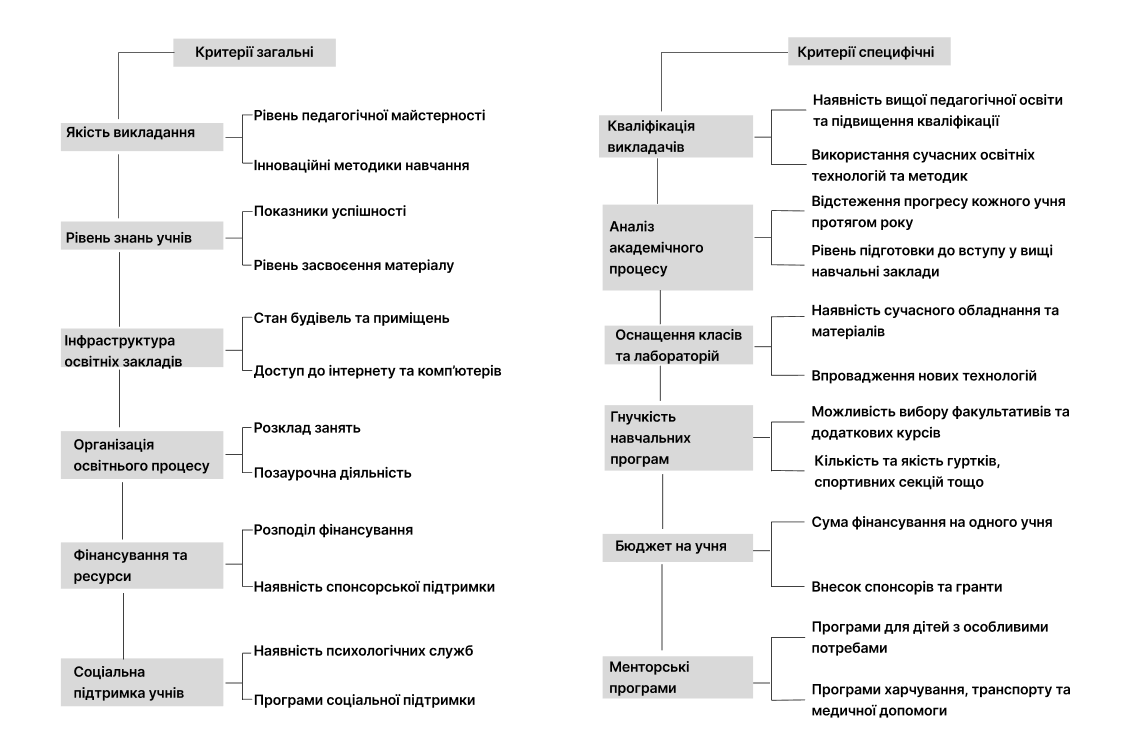 Критерії загальні
Якість викладання
Рівень педагогічної майстерності
Інноваційні методики навчання
Рівень знань учнів
Показники успішності
Рівень засвоєння матеріалу
Інфраструктура
освітніх закладів
Стан будівель та приміщень
Доступ до інтернету та комп'ютерів
Організація
освітнього процесу
Розклад занять
Позаурочна діяльність
Фінансування та
ресурси
Розподіл фінансування
Наявність спонсорської підтримки
Соціальна
підтримка учнів
Наявність психологічних служб
Програми соціальної підтримки
Критерії специфічні
Кваліфікація
викладачів
Наявність вищої педагогічної освіти
та підвищення кваліфікації
Використання сучасних освітніх
технологій та методик
Аналіз
академічного
процесу
Відстеження прогресу кожного учня
протягом року
Рівень підготовки до вступу у вищі
навчальні заклади
Оснащення класів
та лабораторій
Наявність сучасного обладнання та
матеріалів
Впровадження нових технологій
Гнучкість
навчальних
програм
Можливість вибору факультативів та
додаткових курсів
Кількість та якість гуртків,
спортивних секцій тощо
Бюджет на учня
Сума фінансування на одного учня
Внесок спонсорів та гранти
Менторські
програми
Програми для дітей з особливими
потребами
Програми харчування, транспорту та
медичної допомоги